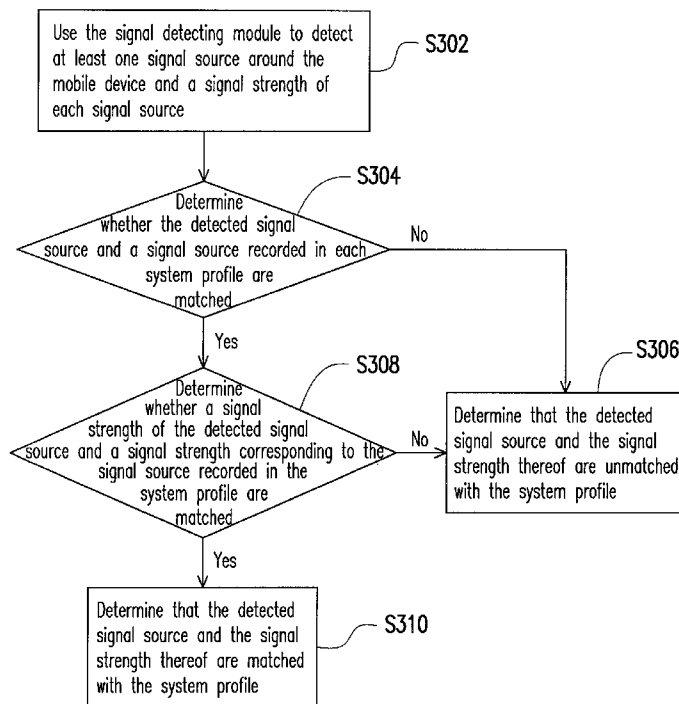 Use the signal detecting module to detect
at least one signal source around the
mobile device and a signal strength of
each signal source
S302
S304
Determine
whether the detected signal
source and a signal source recorded in each
system profile are
matched
No
Yes
S308
S306
Determine
whether a signal
strength of the detected signal
source and a signal strength corresponding to the
signal source recorded in the
system profile are
matched
No
Determine that the detected
signal source and the signal
strength thereof are unmatched
with the system profile
Yes
Determine that the detected
signal source and the signal
strength thereof are matched
with the system profile
S310